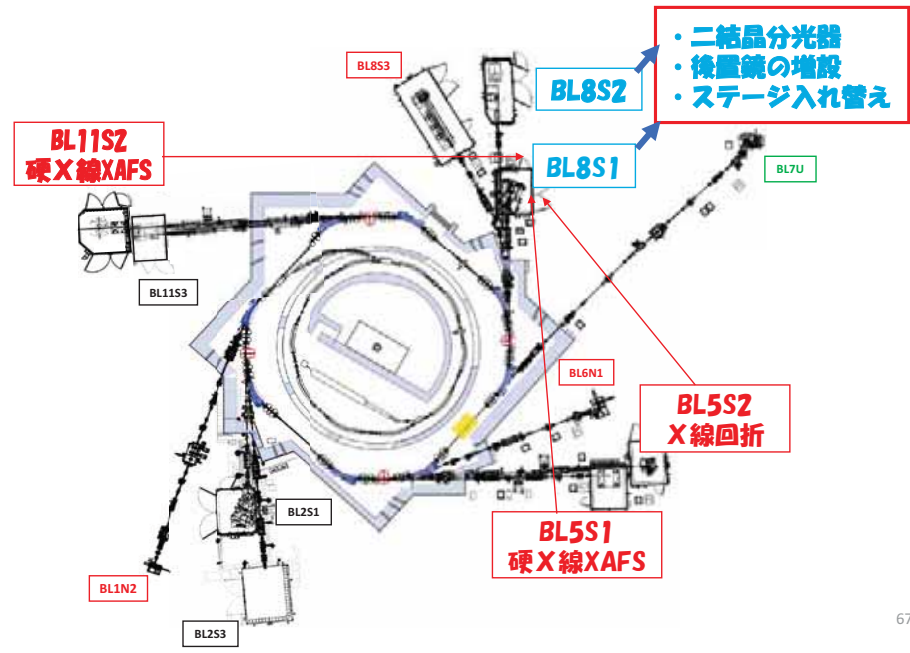 BL8S3
BL8S2
・二結晶分光器
・後置鏡の増設
・ステージ入れ替え
BL11S2
硬X線XAFS
BL8S1
BL7U
BL11S3
BL6N1
BL5S2
X線回折
BL2S1
BL5S1
硬X線XAFS
BL1N2
BL2S3
67